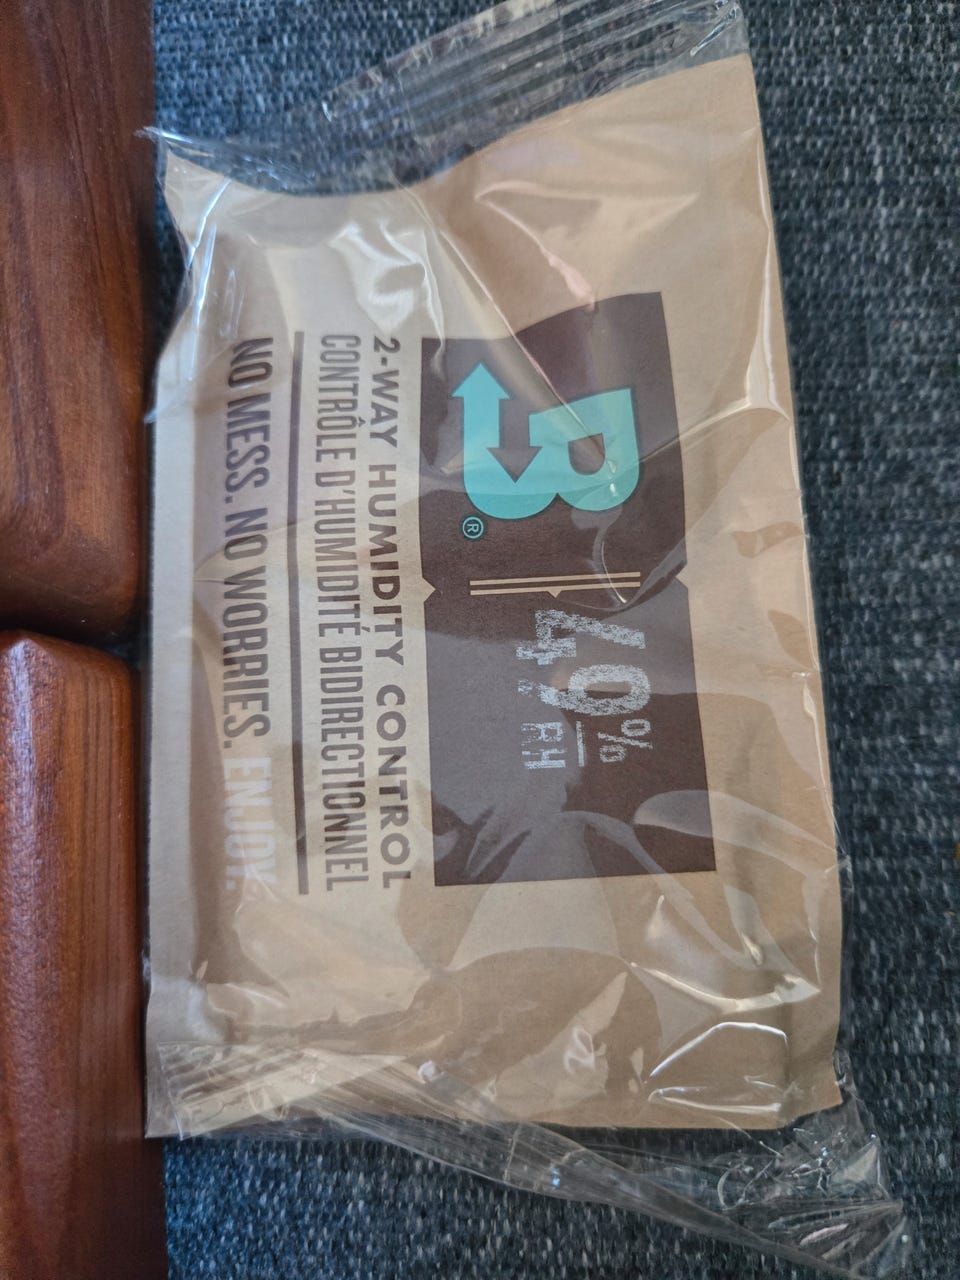 B®
49%
RH
2-WAY HUMIDITY CONTROL
CONTRÔLE D'HUMIDITÉ BIDIRECTIONNEL
NO MESS. NO WORRIES. ENJOY.